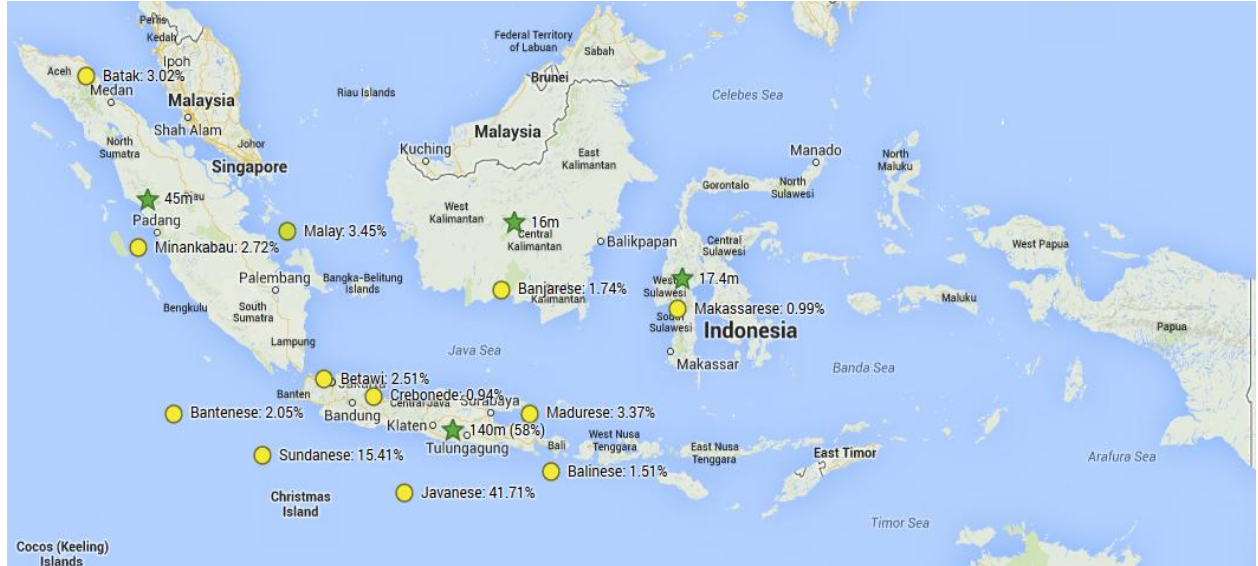 Perlis
Kedah
Ipoh
Federal Territory
of Labuan
Sabah
Aceh
Batak: 3.02%
Medan
Malaysia
Riau Islands
Brunei
Celebes Sea
Shah Alam
Johor
Malaysia
North
Sumatra
Singapore
Kuching
East
Kalimantan
Manado
North
Maluku
Gorontalo
North
Sulawesi
45m
Padang
West
Kalimantan
16m
Central
Kalimantan
Malay: 3.45%
Balikpapan
Central
Sulawesi
West Papua
Minankabau: 2.72%
Palembang
Bangka-Belitung
Islands
West
Sulawesi
17.4m
Banjarese: 1.74%
Kalimantan
Maluku
Bengkulu
South
Sumatra
Makassarese: 0.99%
South
Sulawesi
Indonesia
Papua
Lampung
Java Sea
Makassar
Banda Sea
Betawi: 2.51%
Banten
Crebonede: 0.94%
Central Java
Surabaya
Bandung
Bantenese: 2.05%
Klaten
140m (58%)
Tulungagung
Madurese: 3.37%
Bali
West Nusa
Tenggara
East Nusa
Tenggara
East Timor
Sundanese: 15.41%
Balinese: 1.51%
Arafura Sea
Christmas
Island
Javanese: 41.71%
Timor Sea
Cocos (Keeling)
Islands